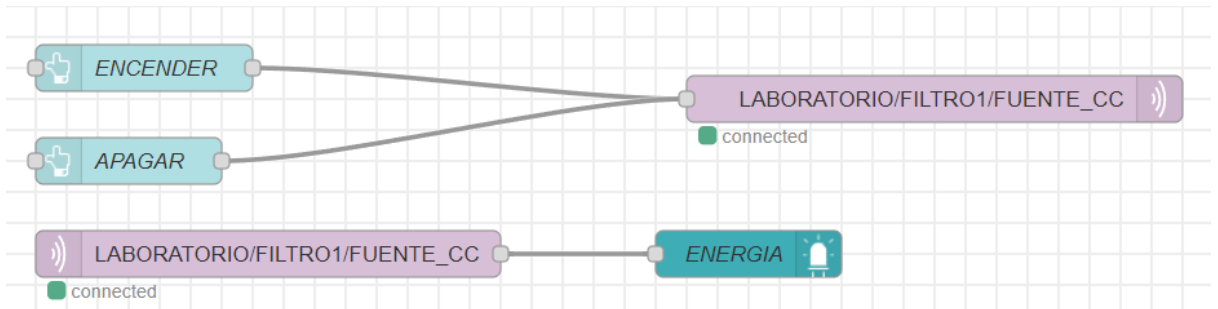 ENCENDER
LABORATORIO/FILTRO1/FUENTE_CC
connected
APAGAR
LABORATORIO/FILTRO1/FUENTE_CC
connected
ENERGIA